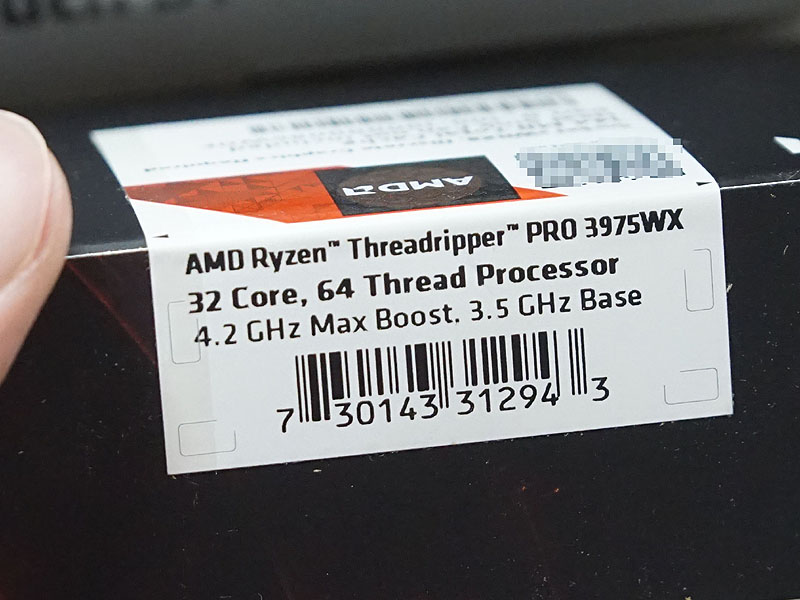 AMD
AMD Ryzen™ Threadripper™ PRO 3975WX
32 Core, 64 Thread Processor
4.2 GHz Max Boost. 3.5 GHz Base
7 30143 31294 3